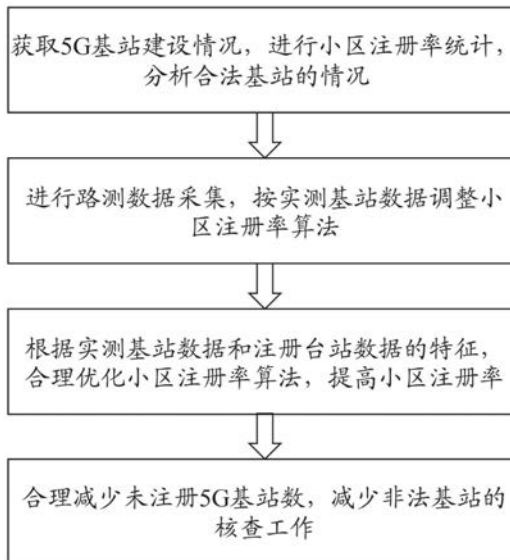 获取5G基站建设情况，进行小区注册率统计，
分析合法基站的情况
进行路测数据采集，按实测基站数据调整小
区注册率算法
根据实测基站数据和注册台站数据的特征，
合理优化小区注册率算法，提高小区注册率
合理减少未注册5G基站数，减少非法基站的
核查工作